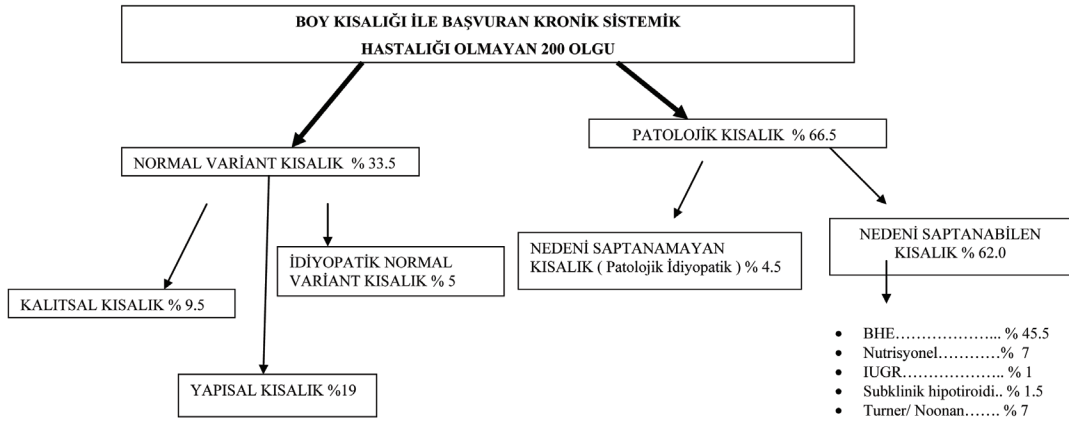 BOY KISALIĞI İLE BAŞVURAN KRONİK SİSTEMİK
HASTALIĞI OLMAYAN 200 OLGU
PATOLOJİK KISALIK % 66.5
NORMAL VARİANT KISALIK % 33.5
NEDENİ SAPTANAMAYAN
KISALIK ( Patolojik İdiyopatik ) % 4.5
NEDENİ SAPTANABİLEN
KISALIK % 62.0
İDİYOPATİK NORMAL
VARİANT KISALIK % 5
KALITSAL KISALIK % 9.5
YAPISAL KISALIK %19
• BHE………………... % 45.5
• Nutrisyonel…………% 7
• IUGR……………….. % 1
• Subklinik hipotiroidi.. % 1.5
• Turner/ Noonan……. % 7